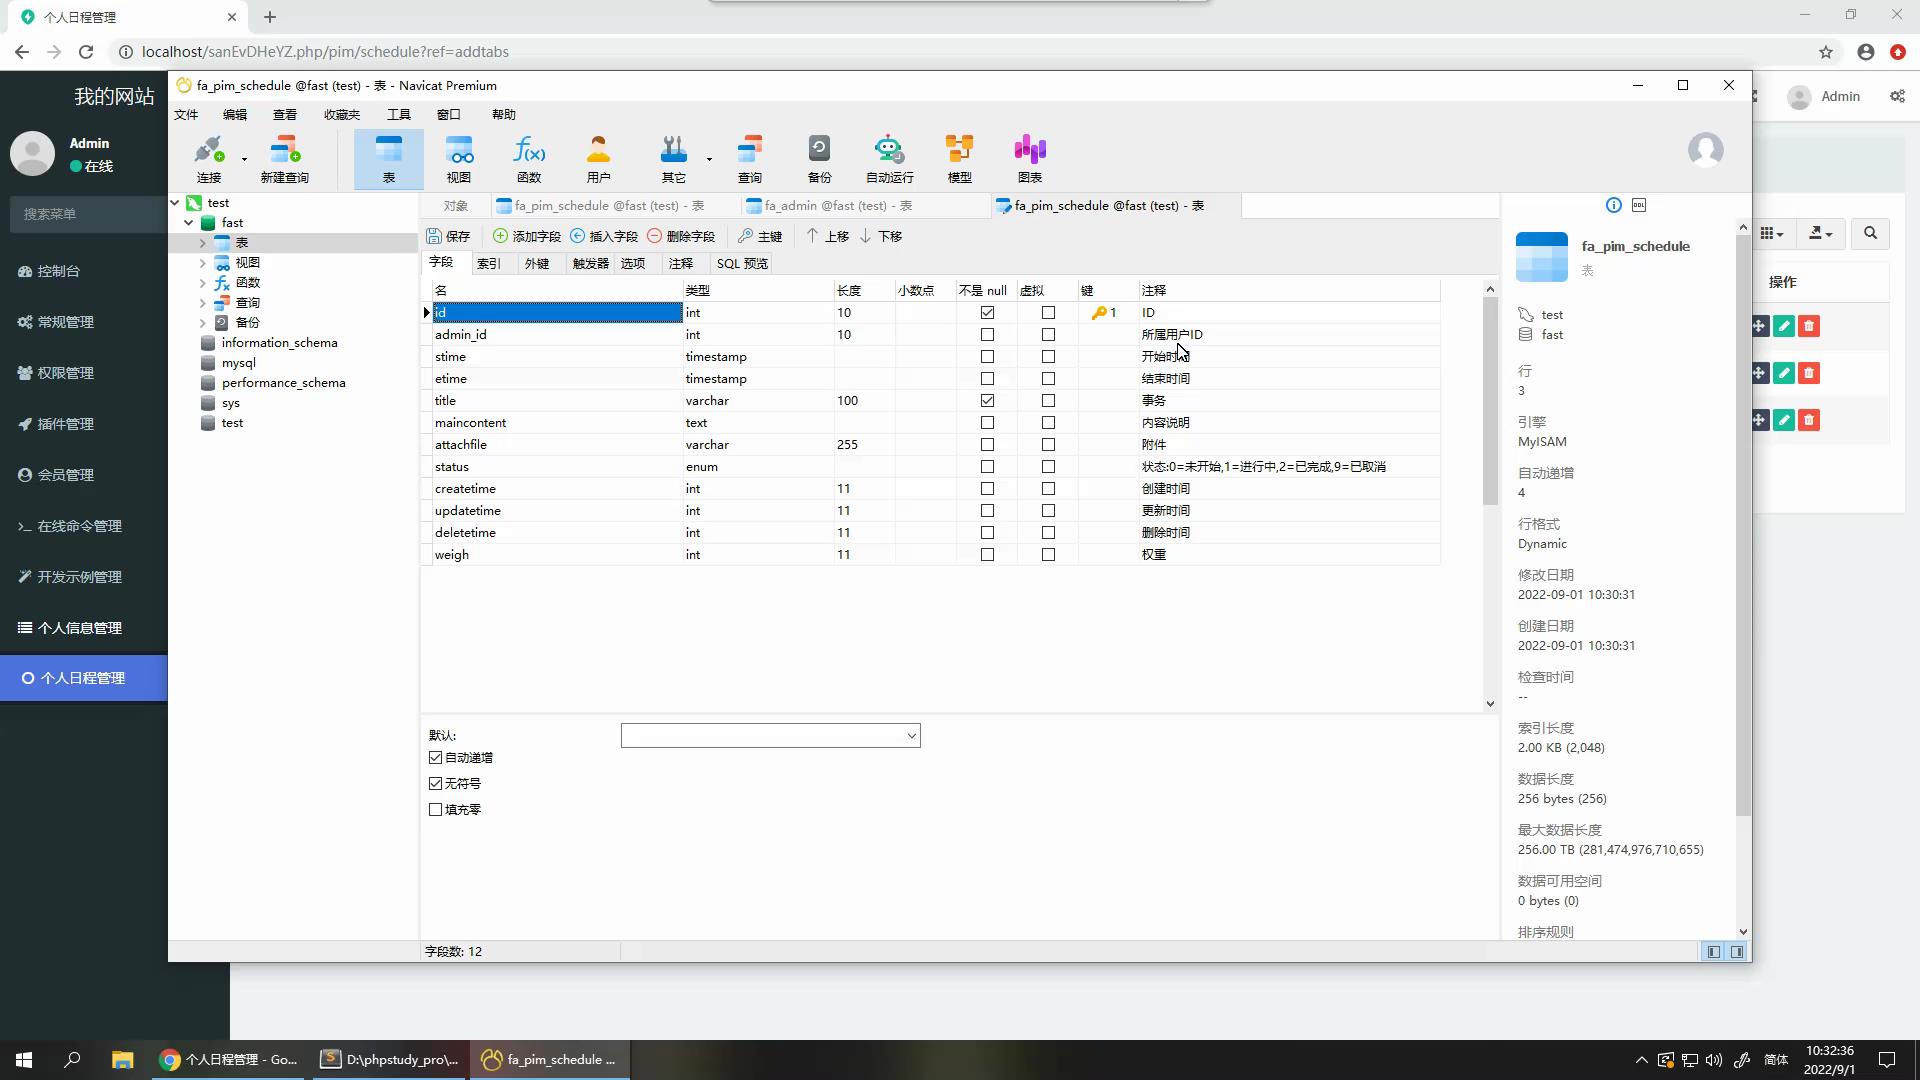 个人日程管理
localhost/sanEvDHeYZ.php/pim/schedule?ref=addtabs
我的网站
Admin
在线
搜索菜单
控制台
常规管理
权限管理
插件管理
会员管理
在线命令管理
开发示例管理
个人信息管理
个人日程管理
Admin
操作
fa_pim_schedule @fast (test) - 表 - Navicat Premium
文件 编辑 查看 收藏夹 工具 窗口 帮助
连接 新建查询 表 视图 函数 用户 其它 查询 备份 自动运行 模型 图表
test
fast
表
视图
函数
查询
备份
information_schema
mysql
performance_schema
sys
test
对象 fa_pim_schedule @fast (test) - 表 fa_admin @fast (test) - 表 fa_pim_schedule @fast (test) - 表
保存 添加字段 插入字段 删除字段 主键 上移 下移
字段 索引 外键 触发器 选项 注释 SQL 预览
名 类型 长度 小数点 不是 null 虚拟 键 注释
id int 10 1 ID
admin_id int 10 所属用户ID
stime timestamp 开始时间
etime timestamp 结束时间
title varchar 100 事务
maincontent text 内容说明
attachfile varchar 255 附件
status enum 状态:0=未开始,1=进行中,2=已完成,9=已取消
createtime int 11 创建时间
updatetime int 11 更新时间
deletetime int 11 删除时间
weigh int 11 权重
默认:
自动递增
无符号
填充零
字段数: 12
fa_pim_schedule
表
test
fast
行
3
引擎
MyISAM
自动递增
4
行格式
Dynamic
修改日期
2022-09-01 10:30:31
创建日期
2022-09-01 10:30:31
检查时间
--
索引长度
2.00 KB (2,048)
数据长度
256 bytes (256)
最大数据长度
256.00 TB (281,474,976,710,655)
数据可用空间
0 bytes (0)
排序规则
个人日程管理 - Go...
D:\phpstudy_pro\...
fa_pim_schedule ...
简体
10:32:36
2022/9/1